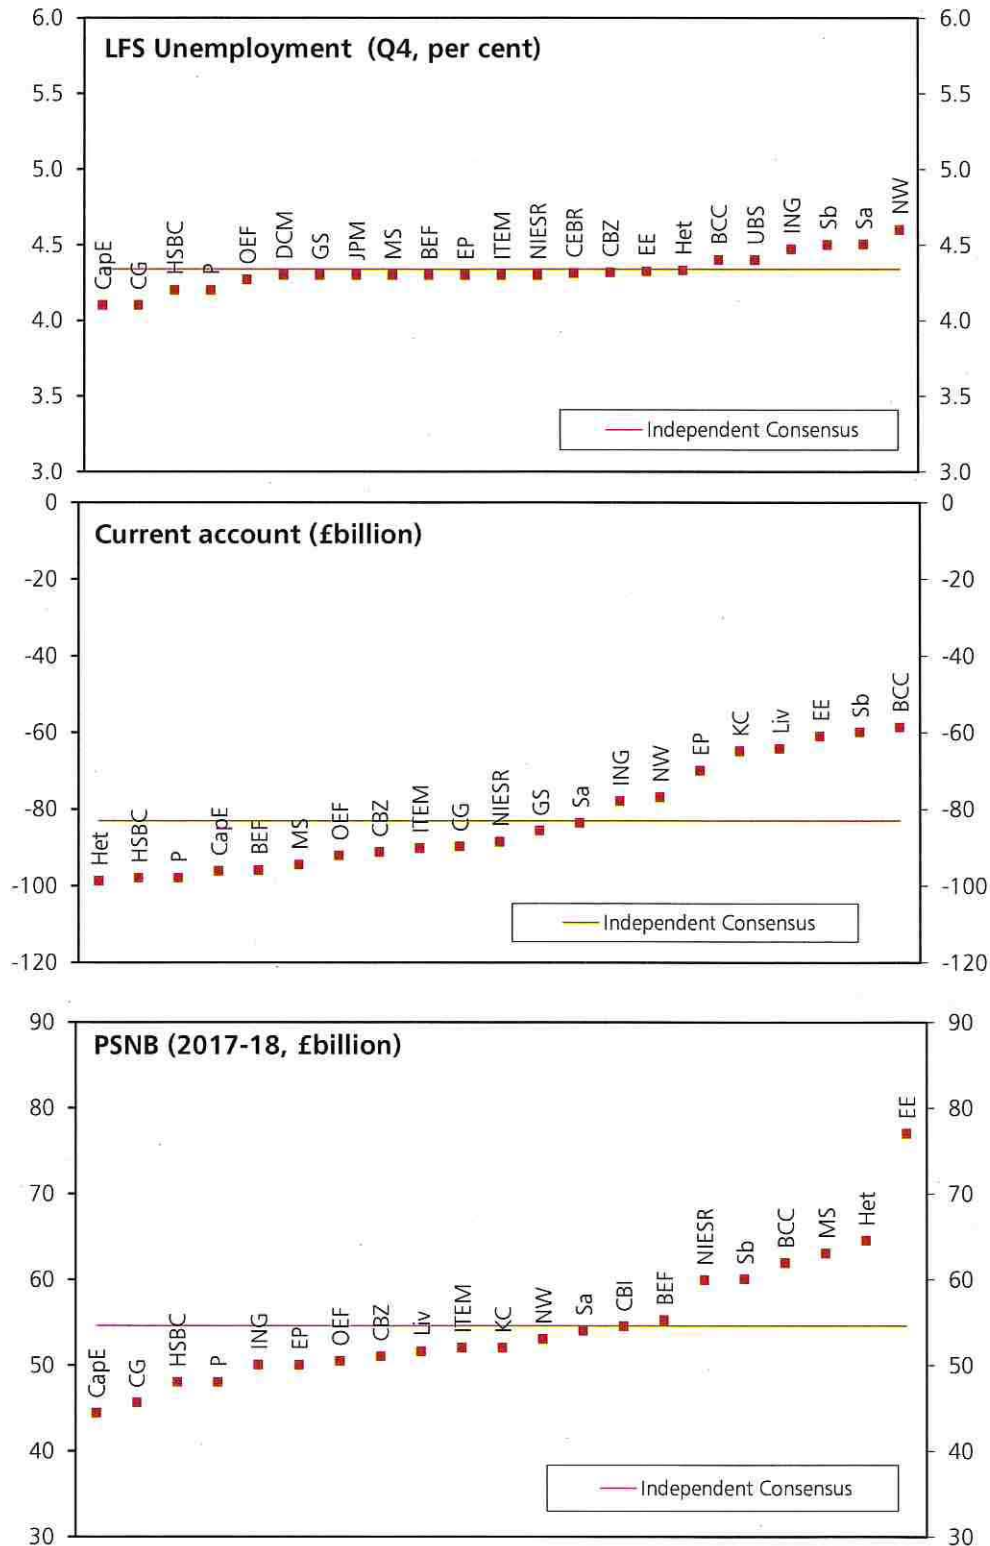 LFS Unemployment (Q4, per cent)
6.0 6.0
5.5 5.5
5.0 5.0
4.5 4.5
4.0 4.0
3.5 3.5
3.0 3.0
CapE CG HSBC P OEF DCM GS JPM MS BEF EP ITEM NIESR CEBR CBZ EE Het BCC UBS ING Sb Sa NW
Independent Consensus
Current account (£billion)
0 0
-20 -20
-40 -40
-60 -60
-80 -80
-100 -100
-120 -120
Het HSBC P CapE BEF MS OEF CBZ ITEM CG NIESR GS Sa ING NW EP KC Liv EE Sb BCC
Independent Consensus
PSNB (2017-18, £billion)
90 90
80 80
70 70
60 60
50 50
40 40
30 30
CapE CG HSBC P ING EP OEF CBZ Liv ITEM KC NW Sa CBI BEF NIESR Sb BCC MS Het EE
Independent Consensus